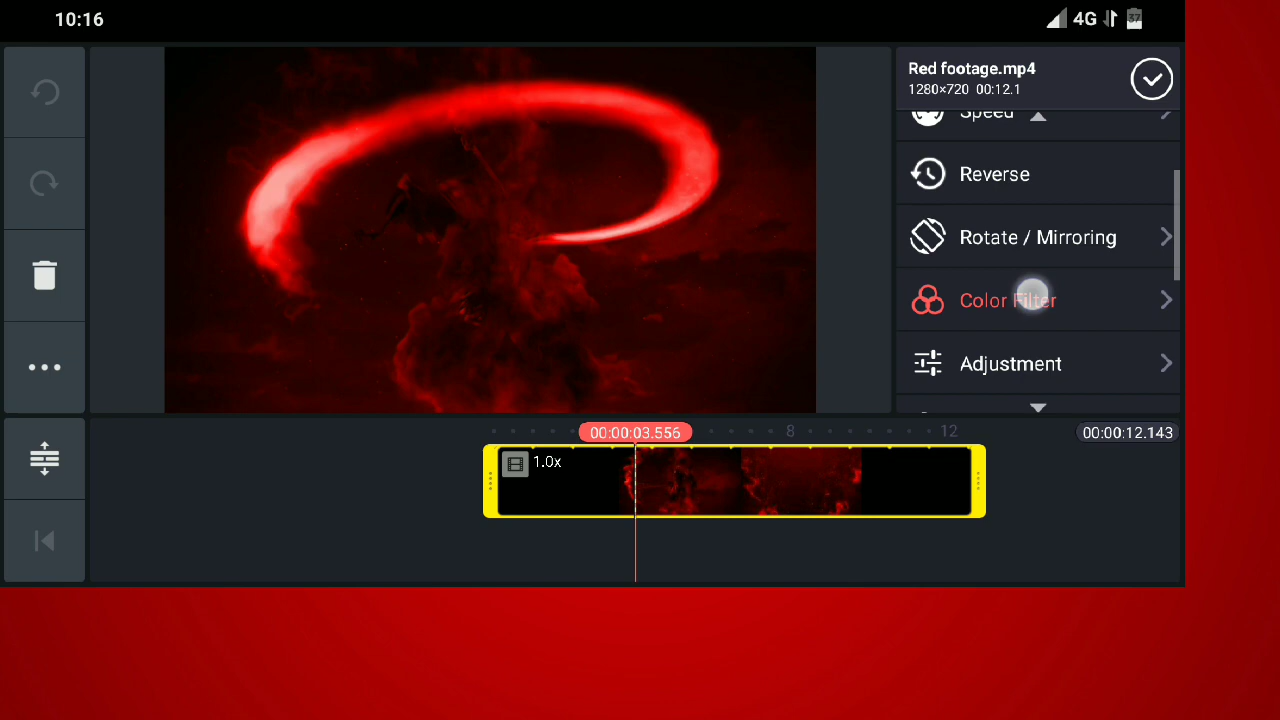 10:16
4G
37
Red footage.mp4
1280×720 00:12.1
Speed
Reverse
Rotate / Mirroring
Color Filter
Adjustment
00:00:03.556
8
12
00:00:12.143
1.0x